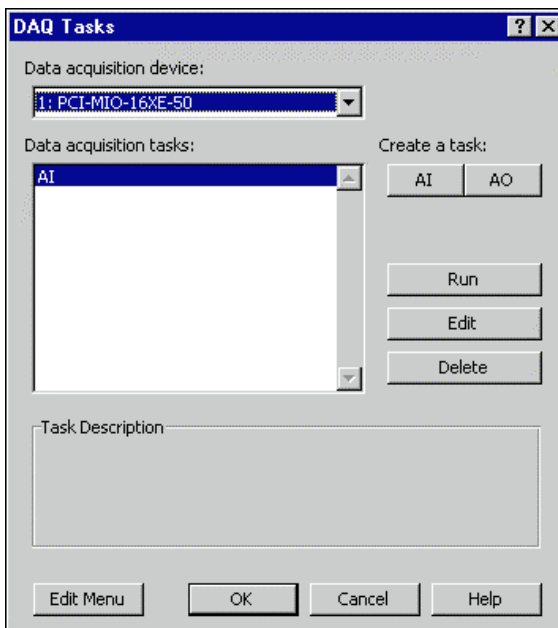 DAQ Tasks
Data acquisition device:
1: PCI-MIO-16XE-50
Data acquisition tasks:
Create a task:
AI
AI
AO
Run
Edit
Delete
Task Description
Edit Menu
OK
Cancel
Help